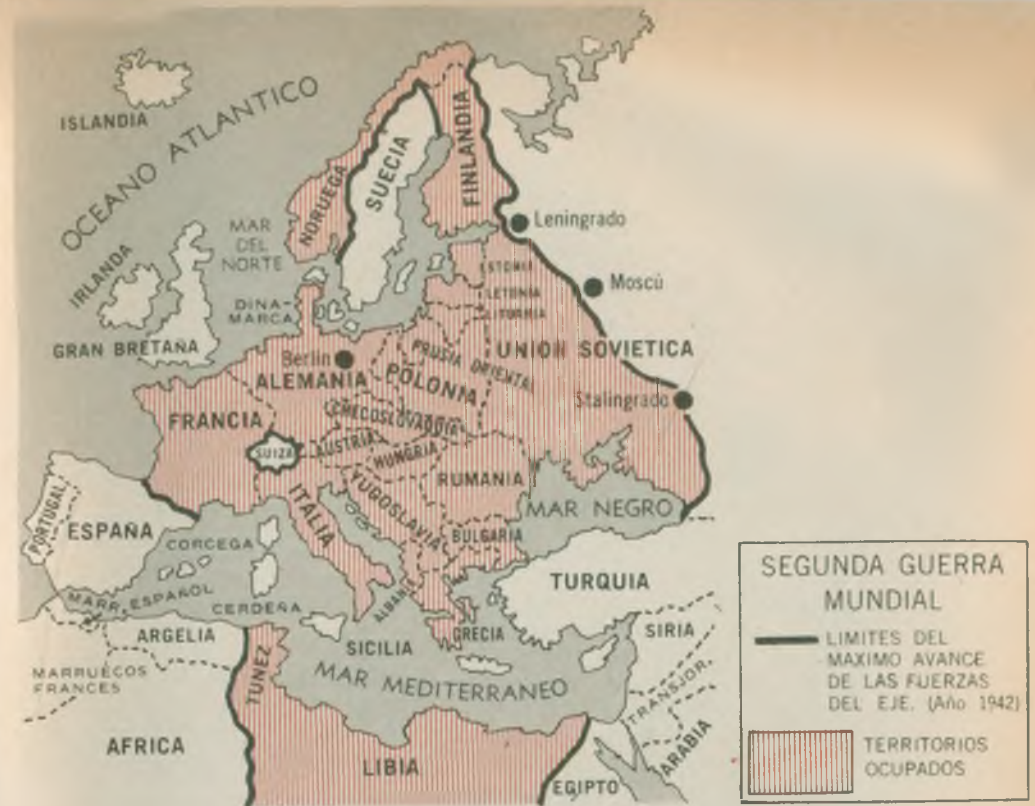 ISLANDIA
OCEANO ATLANTICO
NORUEGA
SUECIA
FINLANDIA
MAR
DEL
NORTE
IRLANDA
DINA-
MARCA
GRAN BRETAÑA
Leningrado
Moscú
ESTONIA
LETONIA
LITUANIA
PRUSIA ORIENTAL
UNION SOVIETICA
Berlin
ALEMANIA
POLONIA
Stalingrado
FRANCIA
CHECOSLOVAQUIA
SUIZA
AUSTRIA
HUNGRIA
RUMANIA
ITALIA
YUGOSLAVIA
MAR NEGRO
BULGARIA
PORTUGAL
ESPAÑA
CORCEGA
MARR. ESPAÑOL
CERDEÑA
ALBAN
TURQUIA
ARGELIA
SICILIA
GRECIA
SIRIA
MARRUECOS
FRANCES
TUNEZ
MAR MEDITERRANEO
TRANSJOR.
AFRICA
LIBIA
EGIPTO
ARABIA
SEGUNDA GUERRA
MUNDIAL
LIMITES DEL
MAXIMO AVANCE
DE LAS FUERZAS
DEL EJE. (Año 1942)
TERRITORIOS
OCUPADOS